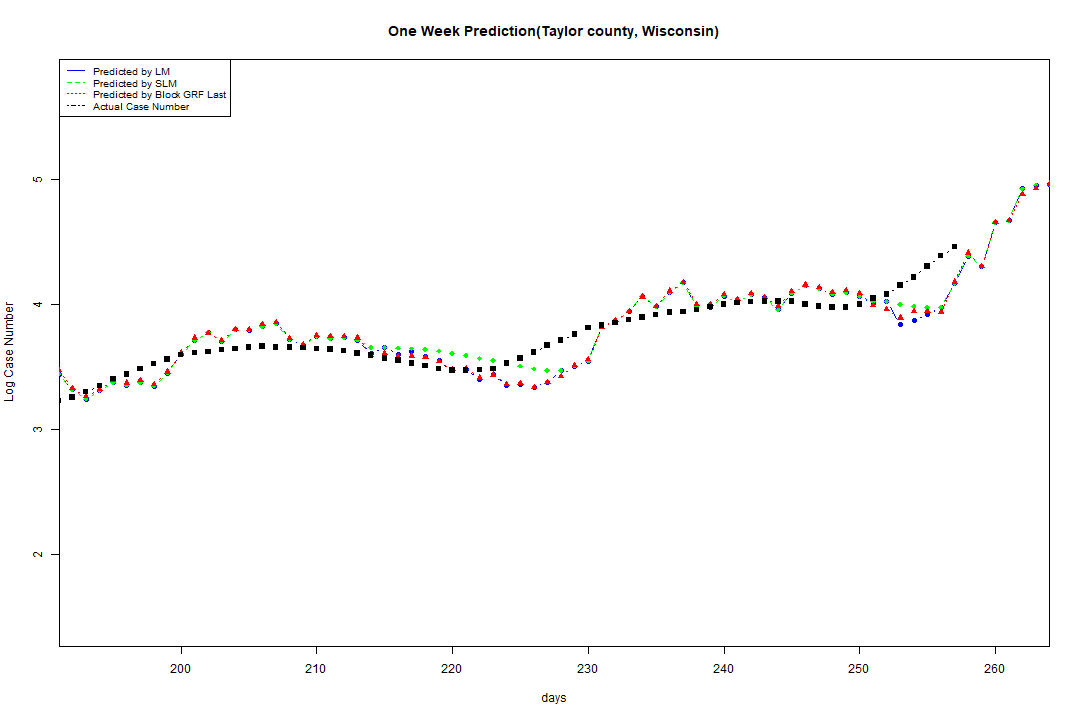 One Week Prediction(Taylor county, Wisconsin)
Predicted by LM
Predicted by SLM
Predicted by Block GRF Last
Actual Case Number
Log Case Number
5
4
3
2
200 210 220 230 240 250 260
days